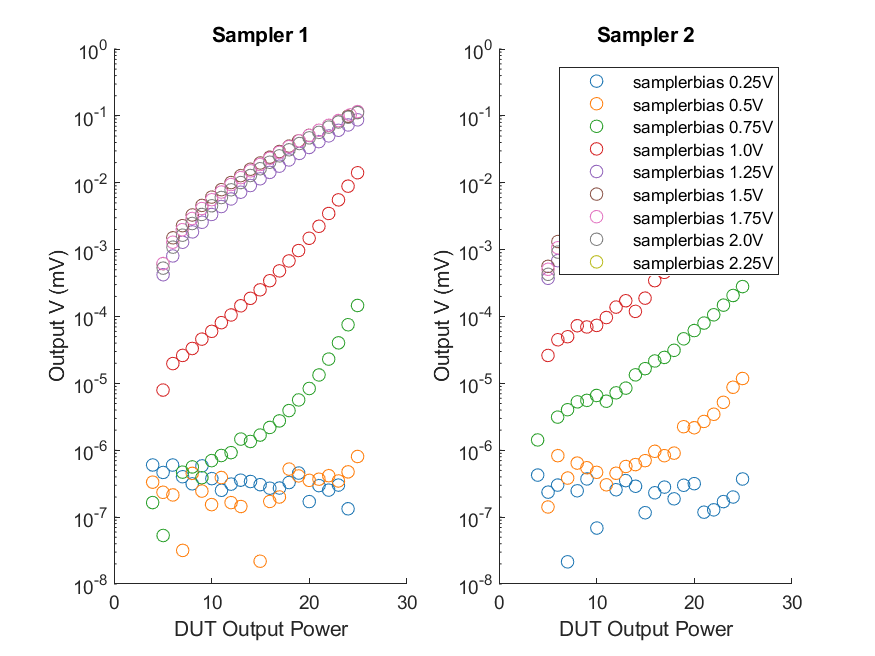 Sampler 1
10^0
10^-1
10^-2
10^-3
10^-4
10^-5
10^-6
10^-7
10^-8
Output V (mV)
0 10 20 30
DUT Output Power
Sampler 2
10^0
10^-1
10^-2
10^-3
10^-4
10^-5
10^-6
10^-7
10^-8
Output V (mV)
samplerbias 0.25V
samplerbias 0.5V
samplerbias 0.75V
samplerbias 1.0V
samplerbias 1.25V
samplerbias 1.5V
samplerbias 1.75V
samplerbias 2.0V
samplerbias 2.25V
0 10 20 30
DUT Output Power